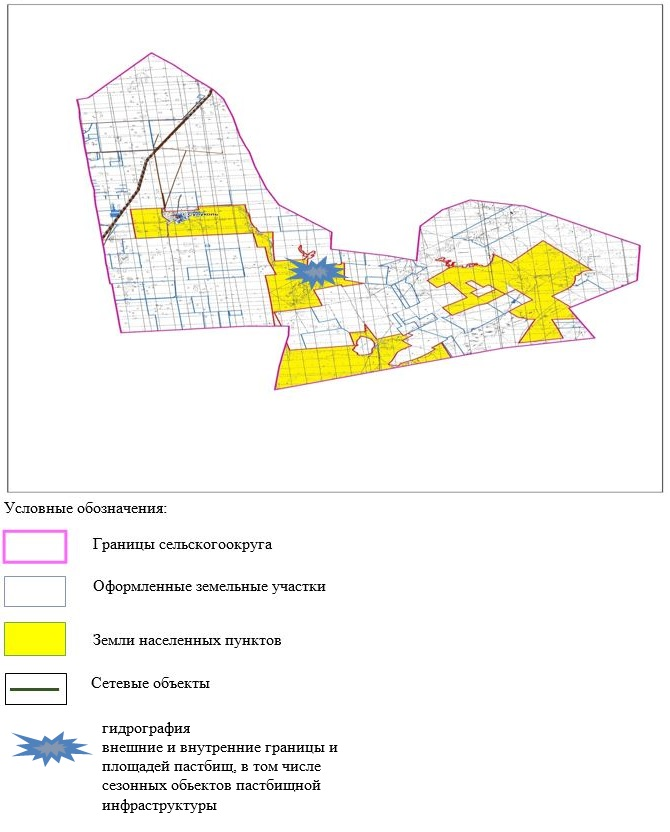 Условные обозначения:
Границы сельскогоокруга
Оформленные земельные участки
Земли населенных пунктов
Сетевые объекты
гидрография
внешние и внутренние границы и
площадей пастбищ, в том числе
сезонных обьектов пастбищной
инфраструктуры